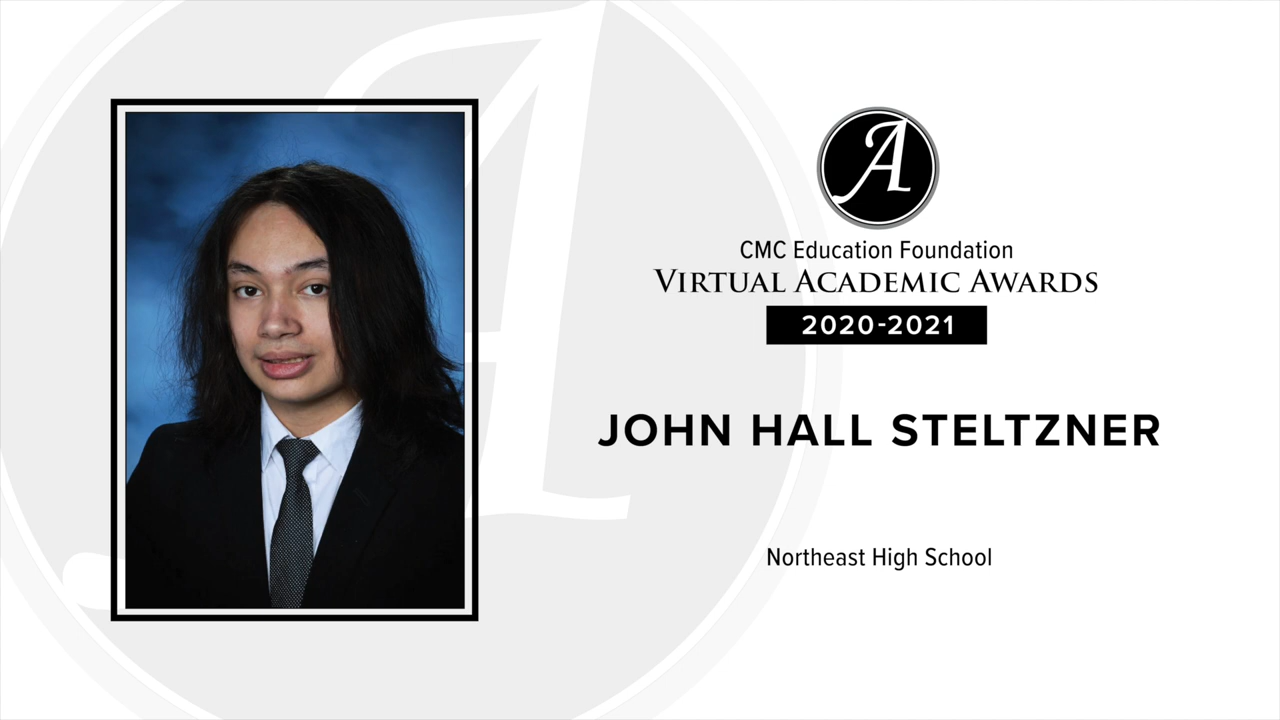 A
CMC Education Foundation
VIRTUAL ACADEMIC AWARDS
2020-2021
JOHN HALL STELTZNER
Northeast High School